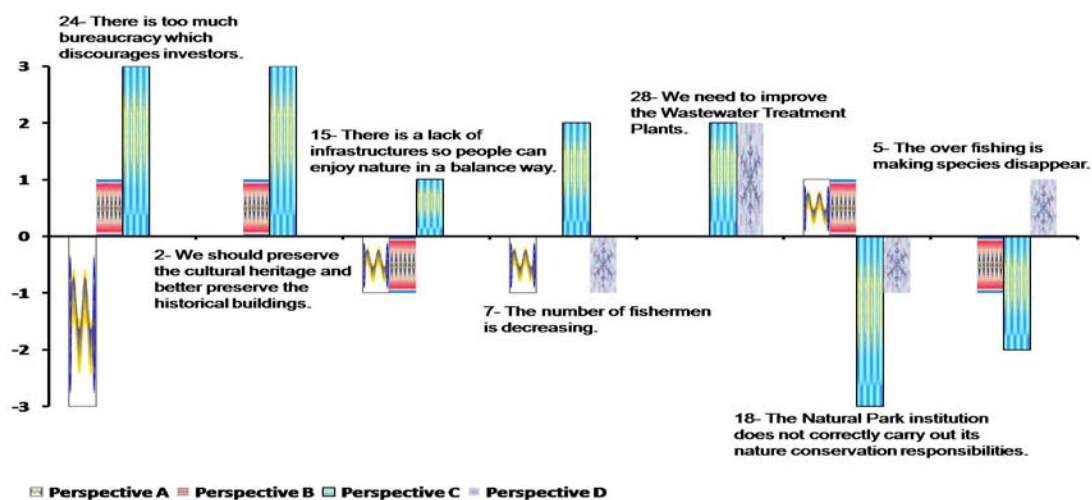 24- There is too much
bureaucracy which
discourages investors.
3
2
1
0
-1
-2
-3
2- We should preserve
the cultural heritage and
better preserve the
historical buildings.
15- There is a lack of
infrastructures so people can
enjoy nature in a balance way.
7- The number of fishermen
is decreasing.
28- We need to improve
the Wastewater Treatment
Plants.
18- The Natural Park institution
does not correctly carry out its
nature conservation responsibilities.
5- The over fishing is
making species disappear.
Perspective A Perspective B Perspective C Perspective D